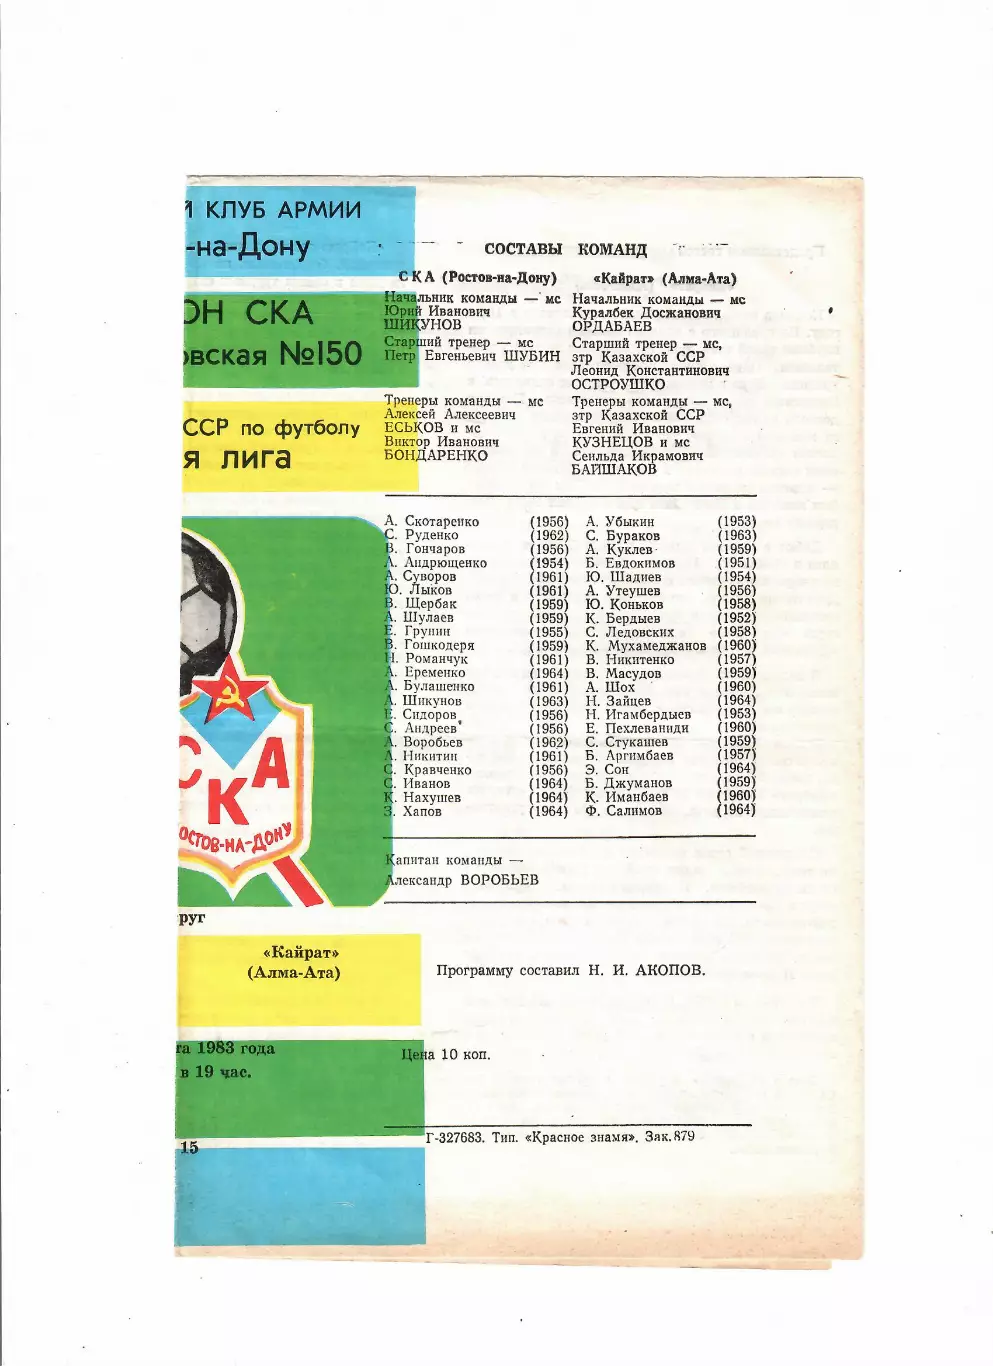 Й КЛУБ АРМИИ
-на-Дону
ОН СКА
овская №150
ССР по футболу
я лига
СКА
РОСТОВ-НА-ДОНУ
руг
«Кайрат»
(Алма-Ата)
та 1983 года
в 19 час.
15
СОСТАВЫ КОМАНД
СКА (Ростов-на-Дону)
Начальник команды — мс
Юрий Иванович
ШИКУНОВ
Старший тренер — мс
Петр Евгеньевич ШУБИН
Тренеры команды — мс
Алексей Алексеевич
ЕСЬКОВ и мс
Виктор Иванович
БОНДАРЕНКО
«Кайрат» (Алма-Ата)
Начальник команды — мс
Куралбек Досжанович
ОРДАБАЕВ
Старший тренер — мс,
зтр Казахской ССР
Леонид Константинович
ОСТРОУШКО
Тренеры команды — мс,
зтр Казахской ССР
Евгений Иванович
КУЗНЕЦОВ и мс
Сеильда Икрамович
БАЙШАКОВ
А. Скотаренко (1956)
С. Руденко (1962)
В. Гончаров (1956)
А. Андрющенко (1954)
А. Суворов (1961)
Ю. Лыков (1961)
В. Щербак (1959)
А. Шулаев (1959)
Е. Грунин (1955)
В. Гошкодеря (1959)
Н. Романчук (1961)
А. Еременко (1964)
А. Булашенко (1961)
А. Шикунов (1963)
Е. Сидоров (1956)
С. Андреев (1956)
А. Воробьев (1962)
А. Никитин (1961)
С. Кравченко (1956)
С. Иванов (1964)
К. Нахушев (1964)
З. Хапов (1964)
А. Убыкин (1953)
С. Бураков (1963)
А. Куклев (1959)
Б. Евдокимов (1951)
Ю. Шадиев (1954)
А. Утеушев (1956)
Ю. Коньков (1958)
К. Бердыев (1952)
С. Ледовских (1958)
К. Мухамеджанов (1960)
В. Никитенко (1957)
В. Масудов (1959)
А. Шох (1960)
Н. Зайцев (1964)
Н. Игамбердыев (1953)
Е. Пехлеваниди (1960)
С. Стукашев (1959)
Б. Аргимбаев (1957)
Э. Сон (1964)
Б. Джуманов (1959)
К. Иманбаев (1960)
Ф. Салимов (1964)
Капитан команды —
Александр ВОРОБЬЕВ
Программу составил Н. И. АКОПОВ.
Цена 10 коп.
Г-327683. Тип. «Красное знамя». Зак. 879